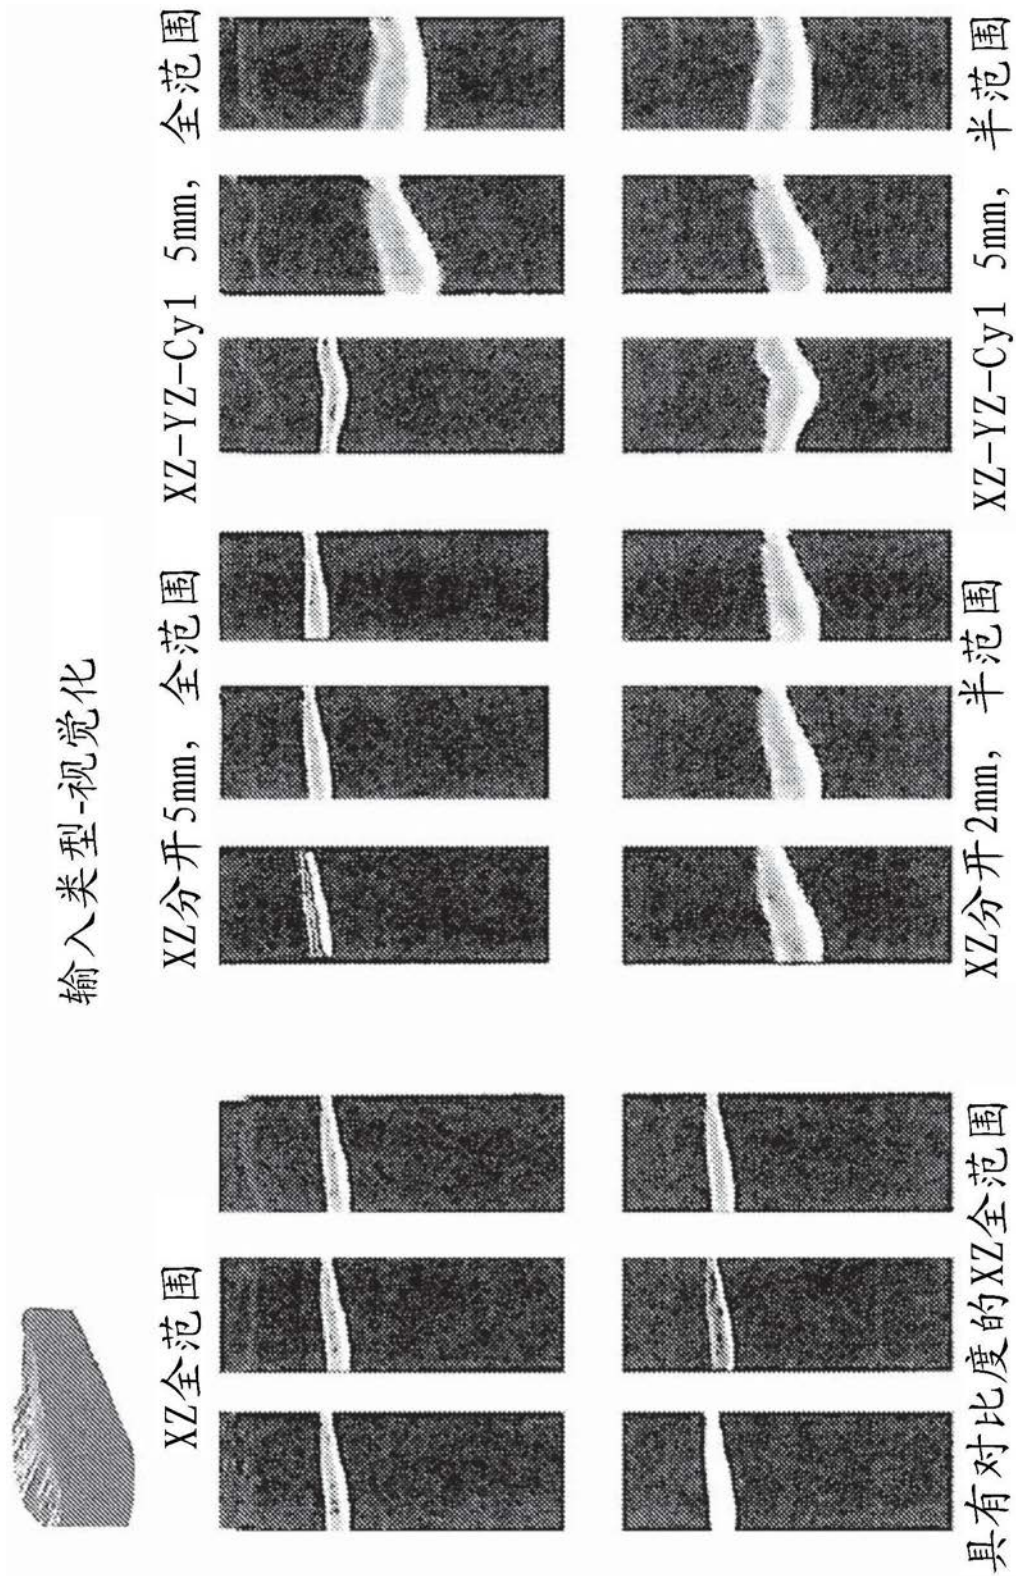 输入类型-视觉化
XZ全范围
XZ分开5mm, 全范围
XZ-YZ-Cy1 5mm, 全范围
具有对比度的XZ全范围
XZ分开2mm, 半范围
XZ-YZ-Cy1 5mm, 半范围